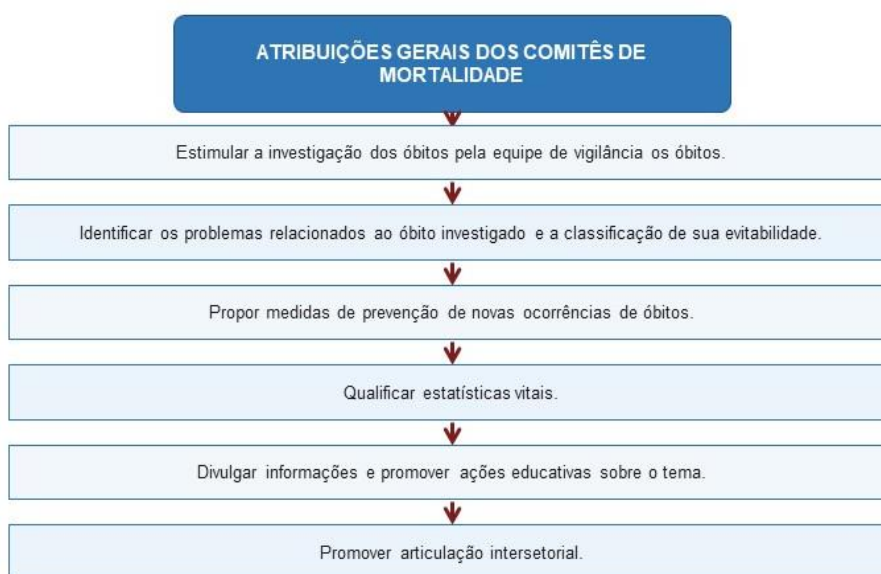 ATRIBUIÇÕES GERAIS DOS COMITÊS DE
MORTALIDADE
Estimular a investigação dos óbitos pela equipe de vigilância os óbitos.
Identificar os problemas relacionados ao óbito investigado e a classificação de sua evitabilidade.
Propor medidas de prevenção de novas ocorrências de óbitos.
Qualificar estatísticas vitais.
Divulgar informações e promover ações educativas sobre o tema.
Promover articulação intersetorial.